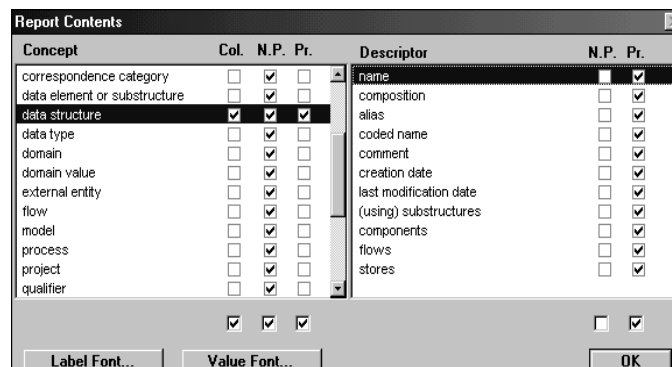 Report Contents
Concept Col. N.P. Pr. Descriptor N.P. Pr.
correspondence category name
data element or substructure composition
data structure alias
data type coded name
domain comment
domain value creation date
external entity last modification date
flow (using) substructures
model components
process flows
project stores
qualifier
Label Font... Value Font... OK